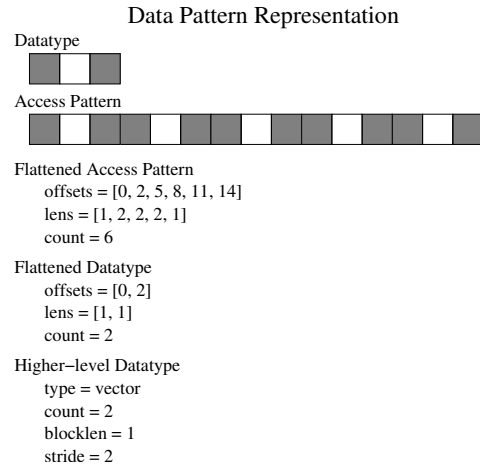 Data Pattern Representation
Datatype
Access Pattern
Flattened Access Pattern
offsets = [0, 2, 5, 8, 11, 14]
lens = [1, 2, 2, 2, 1]
count = 6
Flattened Datatype
offsets = [0, 2]
lens = [1, 1]
count = 2
Higher−level Datatype
type = vector
count = 2
blocklen = 1
stride = 2